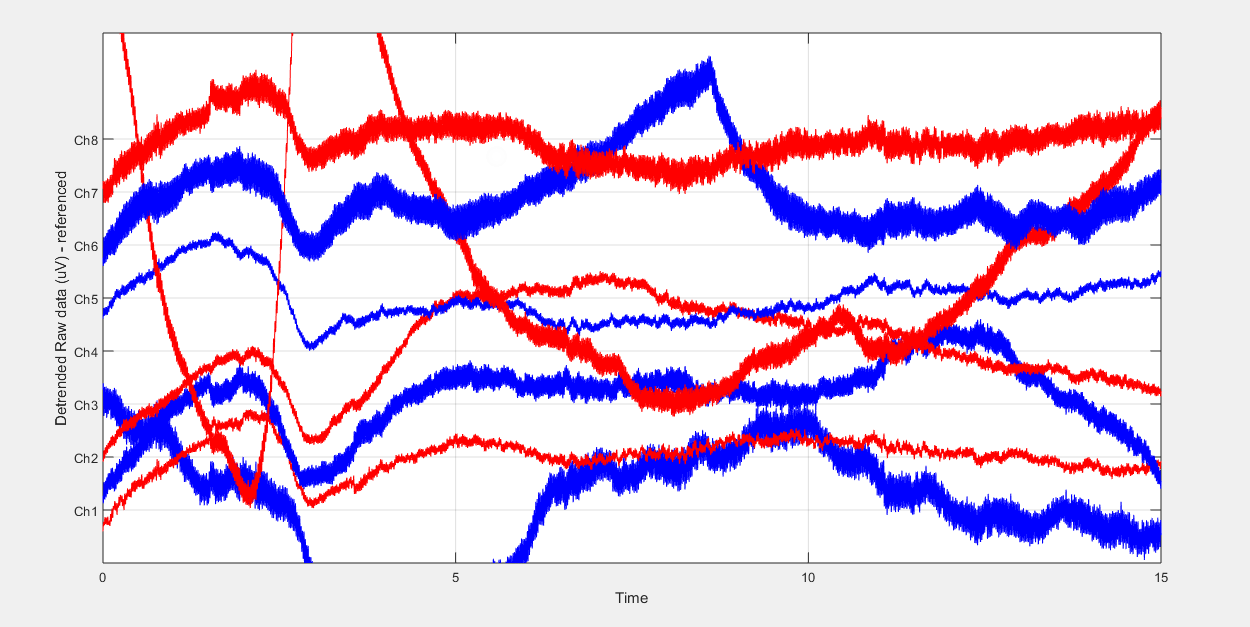 Ch8
Ch7
Ch6
Ch5
Ch4
Ch3
Ch2
Ch1
Detrended Raw data (uV) - referenced
0
5
10
15
Time